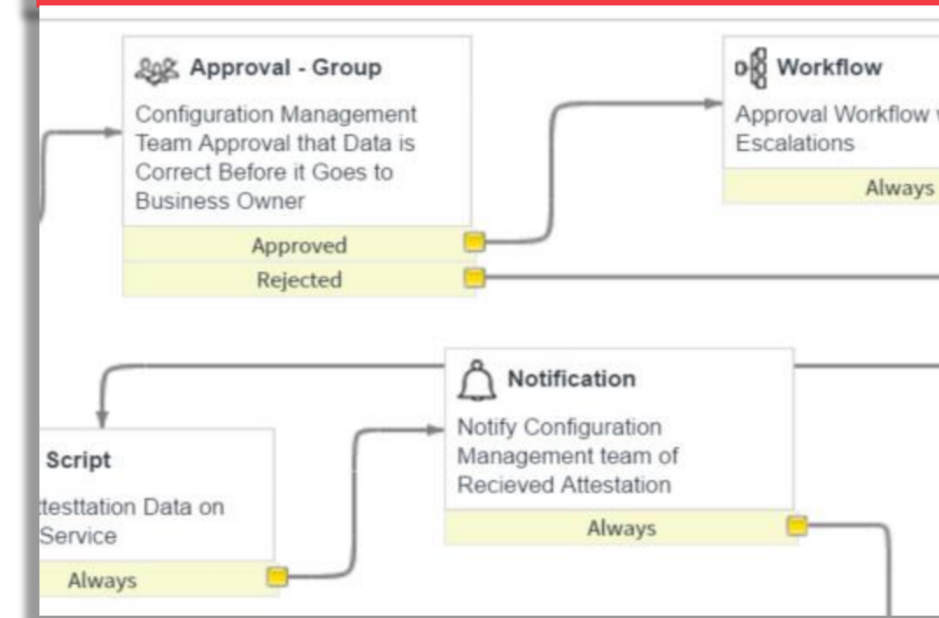 Approval - Group
Configuration Management
Team Approval that Data is
Correct Before it Goes to
Business Owner
Approved
Rejected
Workflow
Approval Workflow
Escalations
Always
Notification
Notify Configuration
Management team of
Recieved Attestation
Always
Script
ttesttation Data on
Service
Always